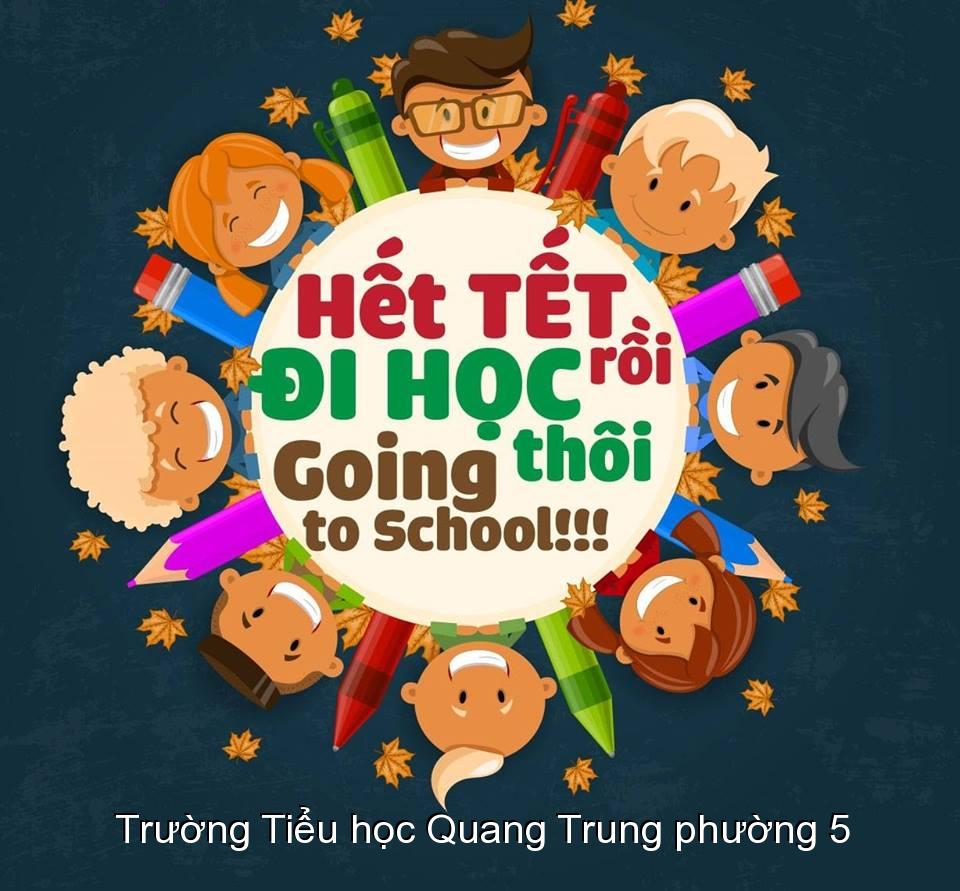 Hết TẾT
rồi
ĐI HỌC
thôi
Going
to School!!!
Trường Tiểu học Quang Trung phường 5